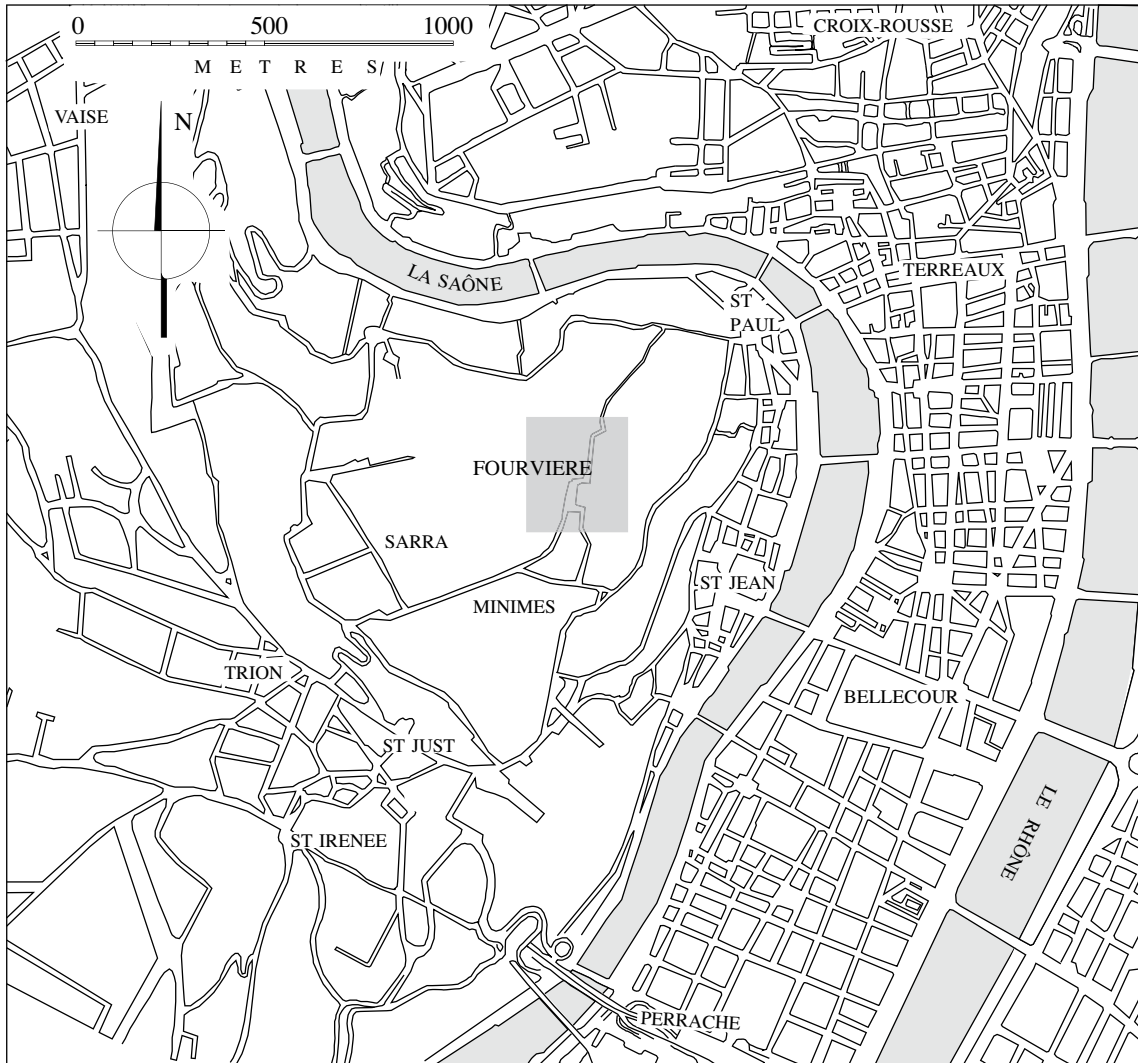 0 500 1000
METRES
CROIX-ROUSSE
VAISE
N
TERREAUX
LA SAÔNE
ST
PAUL
FOURVIERE
SARRA
ST JEAN
MINIMES
TRION
BELLECOUR
ST JUST
LE RHÔNE
ST IRENEE
PERRACHE